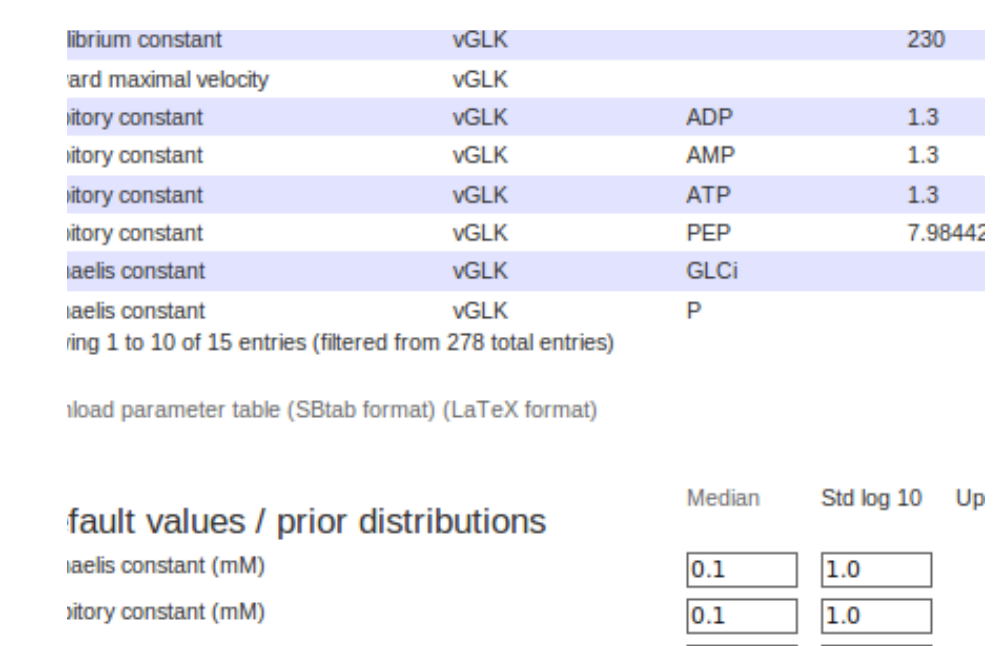 librium constant vGLK 230
ard maximal velocity vGLK
itory constant vGLK ADP 1.3
itory constant vGLK AMP 1.3
itory constant vGLK ATP 1.3
itory constant vGLK PEP 7.98442
aelis constant vGLK GLCi
aelis constant vGLK P
ing 1 to 10 of 15 entries (filtered from 278 total entries)
load parameter table (SBtab format) (LaTeX format)
Median Std log 10 Up
fault values / prior distributions
aelis constant (mM) 0.1 1.0
itory constant (mM) 0.1 1.0